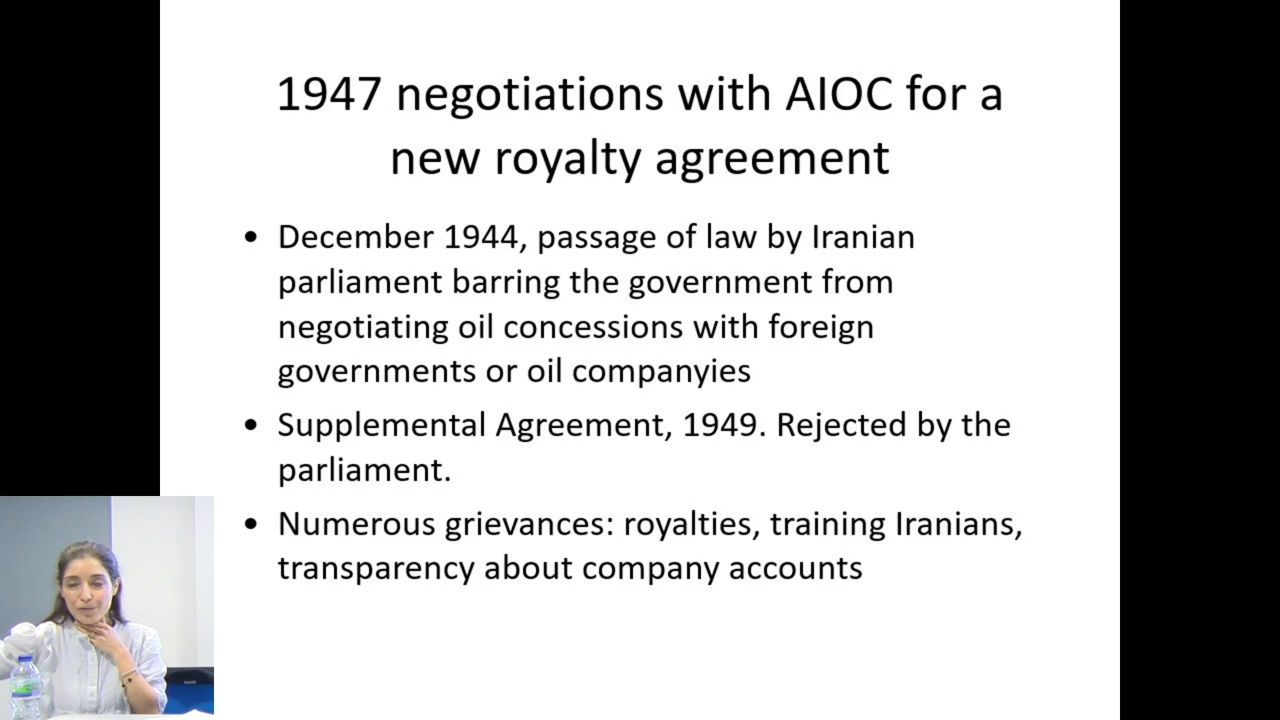 1947 negotiations with AIOC for a
new royalty agreement
• December 1944, passage of law by Iranian
parliament barring the government from
negotiating oil concessions with foreign
governments or oil companyies
• Supplemental Agreement, 1949. Rejected by the
parliament.
• Numerous grievances: royalties, training Iranians,
transparency about company accounts